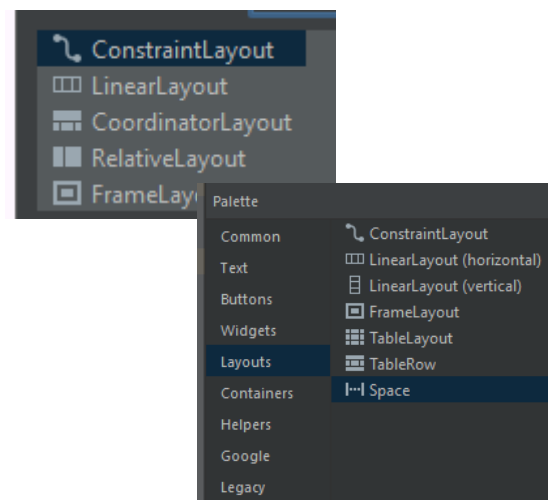 ConstraintLayout
LinearLayout
CoordinatorLayout
RelativeLayout
Palette
Common
Text
Buttons
Widgets
Layouts
Containers
Helpers
Google
Legacy
ConstraintLayout
LinearLayout (horizontal)
LinearLayout (vertical)
FrameLayout
TableLayout
TableRow
Space